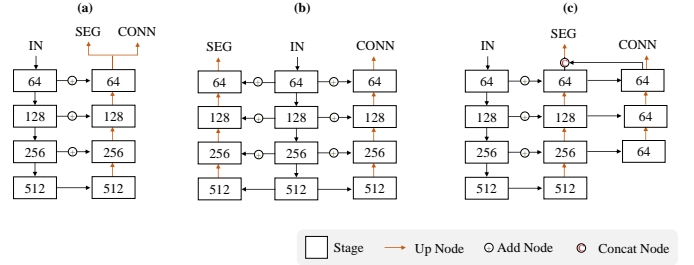 (a)
(b)
(c)
SEG CONN
IN
64 64
128 128
256 256
512 512
SEG IN CONN
64 64 64
128 128 128
256 256 256
512 512 512
IN SEG CONN
64 64 64
128 128 64
256 256 64
512 512
Stage Up Node Add Node C Concat Node